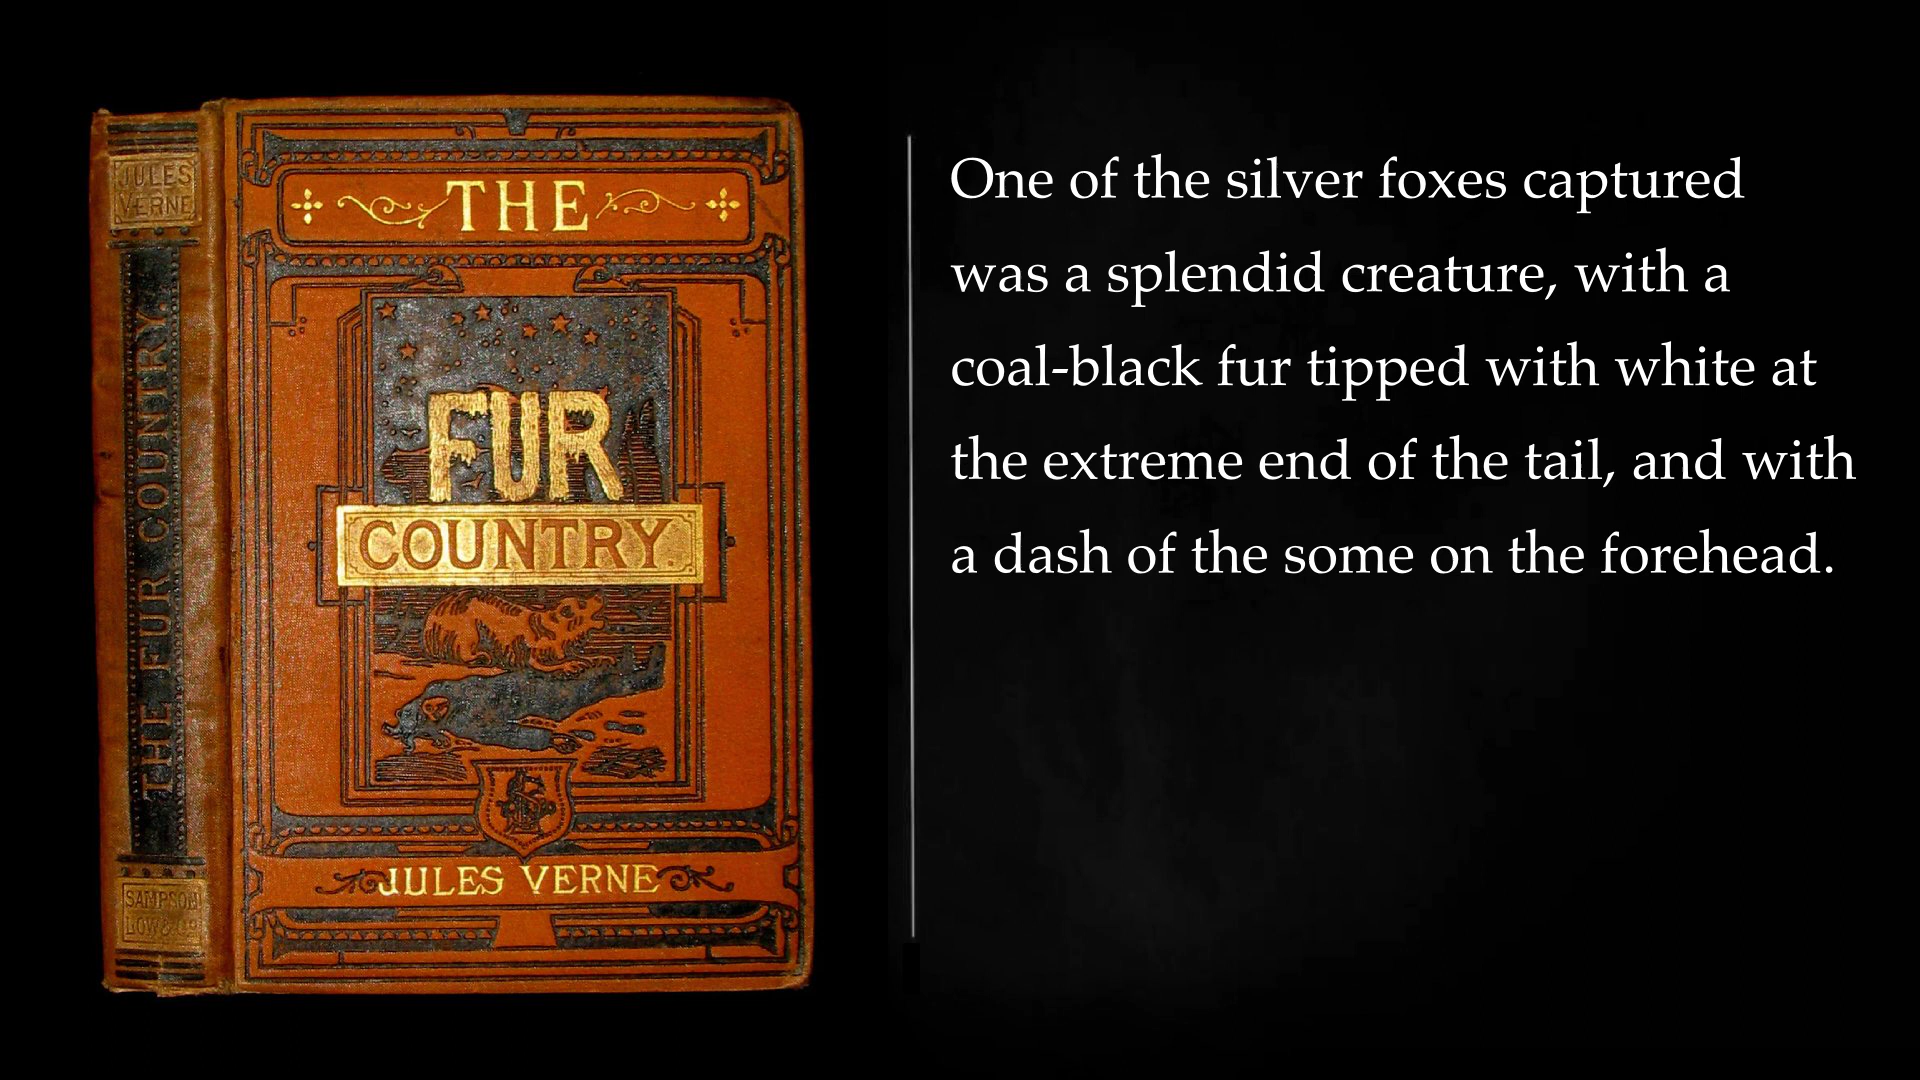 JULES
VERNE
THE FUR COUNTRY.
SAMPSON
LOW & Co
THE
FUR
COUNTRY.
JULES VERNE
One of the silver foxes captured
was a splendid creature, with a
coal-black fur tipped with white at
the extreme end of the tail, and with
a dash of the some on the forehead.